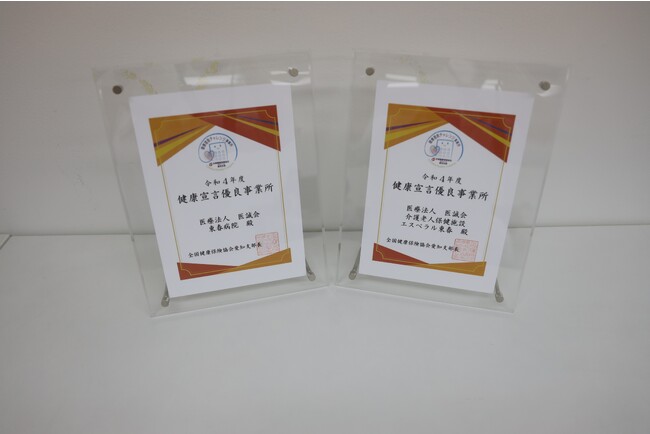 令和4年度
健康宣言優良事業所
医療法人 医誠会
東春病院 殿
全国健康保険協会愛知支部長
令和4年度
健康宣言優良事業所
医療法人 医誠会
介護老人保健施設
エスペラル東春 殿
全国健康保険協会愛知支部長